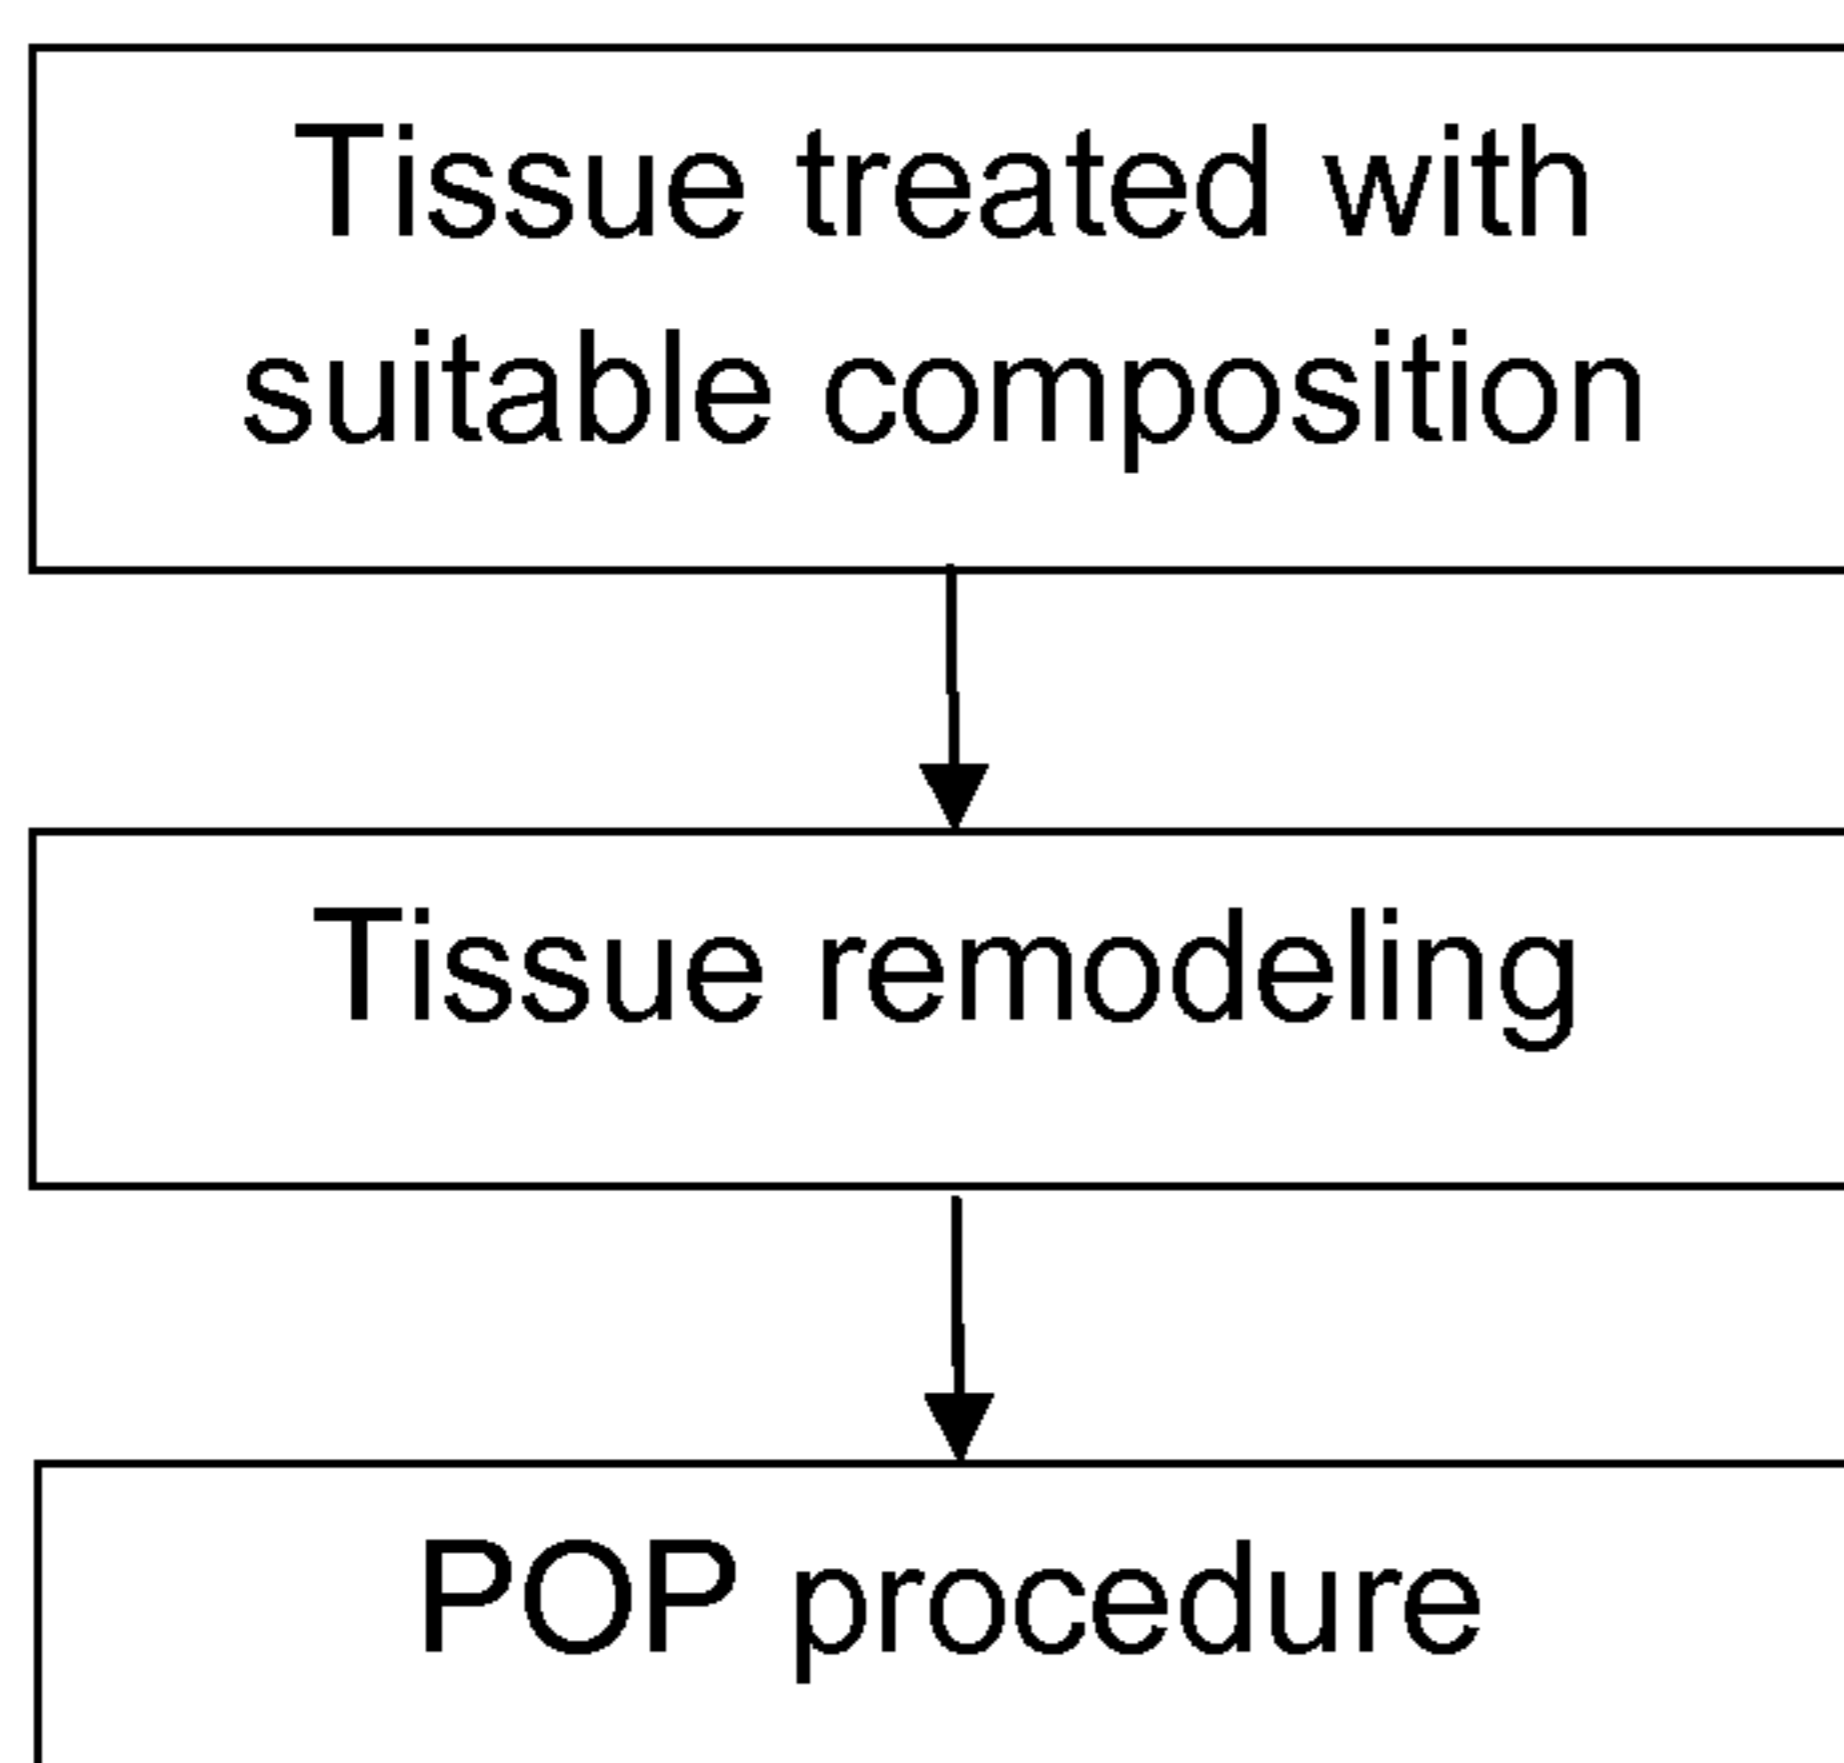 Tissue treated with
suitable composition
Tissue remodeling
POP procedure